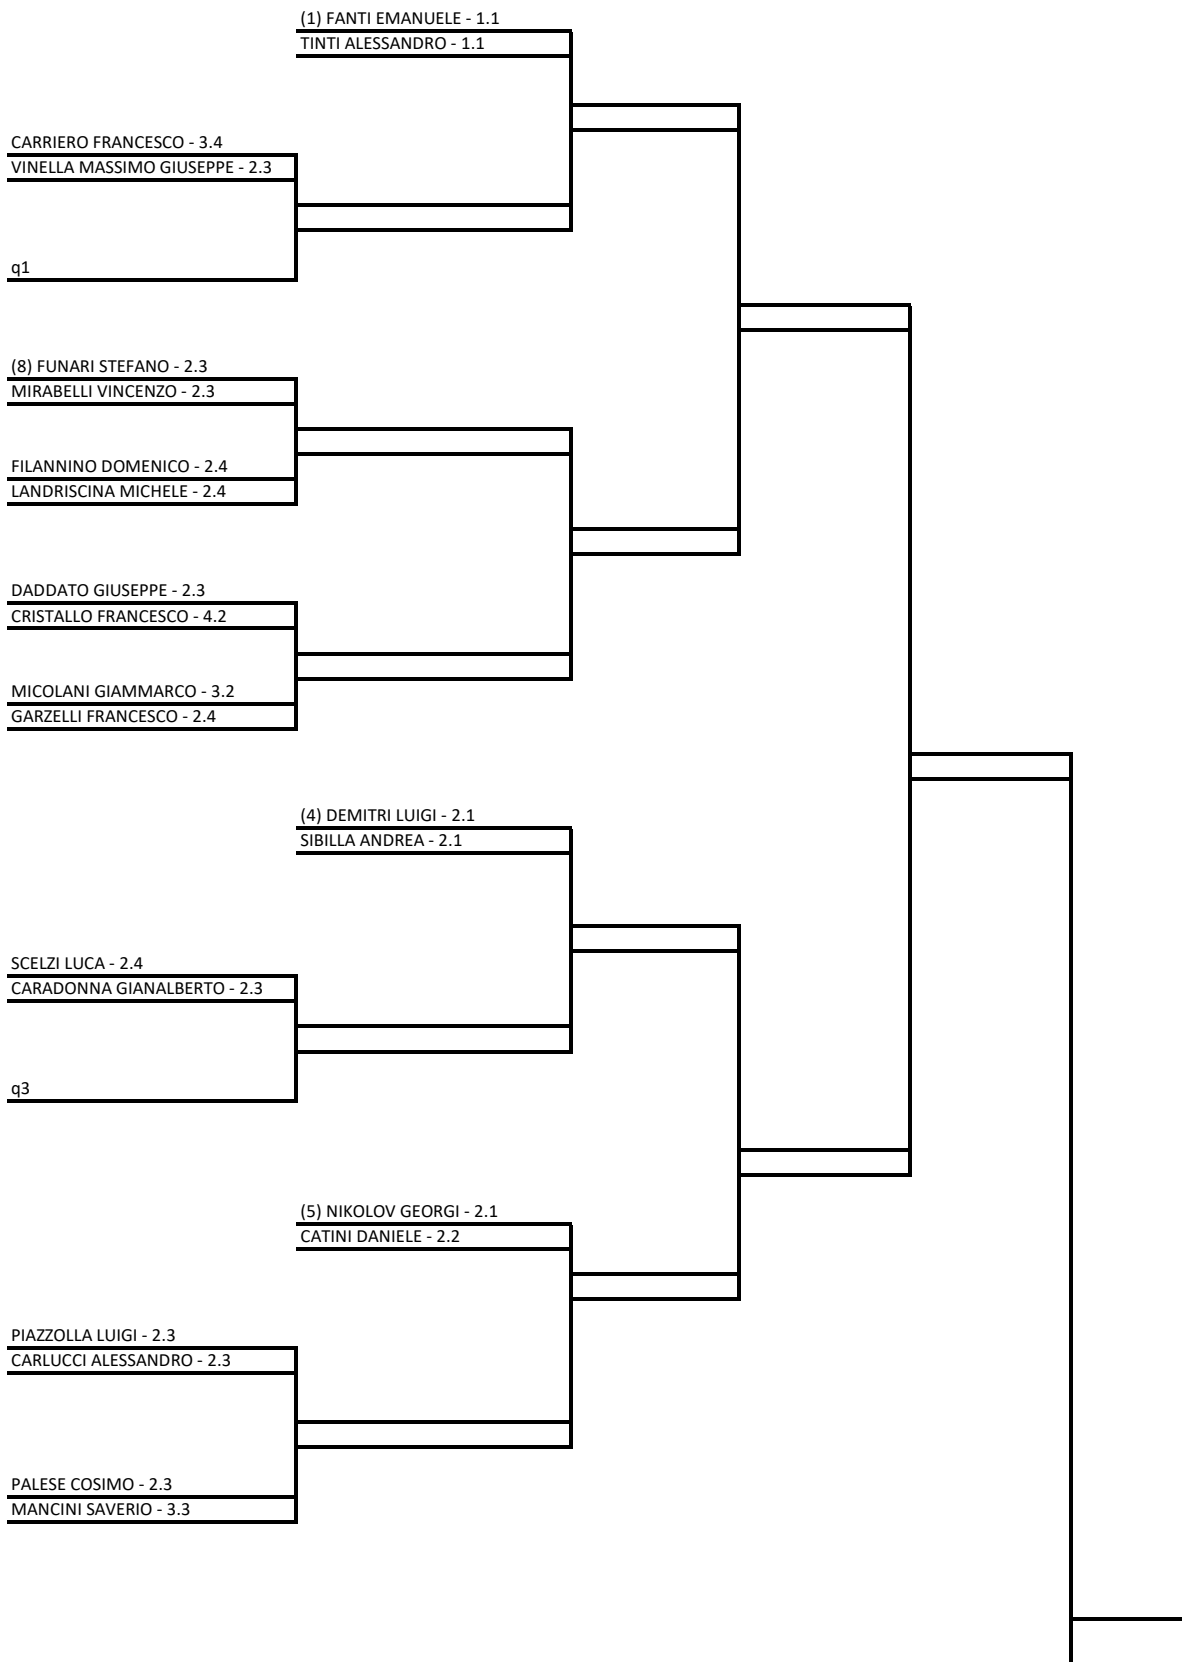 (1) FANTI EMANUELE - 1.1
TINTI ALESSANDRO - 1.1
CARRIERO FRANCESCO - 3.4
VINELLA MASSIMO GIUSEPPE - 2.3
q1
(8) FUNARI STEFANO - 2.3
MIRABELLI VINCENZO - 2.3
FILANNINO DOMENICO - 2.4
LANDRISCINA MICHELE - 2.4
DADDATO GIUSEPPE - 2.3
CRISTALLO FRANCESCO - 4.2
MICOLANI GIAMMARCO - 3.2
GARZELLI FRANCESCO - 2.4
(4) DEMITRI LUIGI - 2.1
SIBILLA ANDREA - 2.1
SCELZI LUCA - 2.4
CARADONNA GIANALBERTO - 2.3
q3
(5) NIKOLOV GEORGI - 2.1
CATINI DANIELE - 2.2
PIAZZOLLA LUIGI - 2.3
CARLUCCI ALESSANDRO - 2.3
PALESE COSIMO - 2.3
MANCINI SAVERIO - 3.3